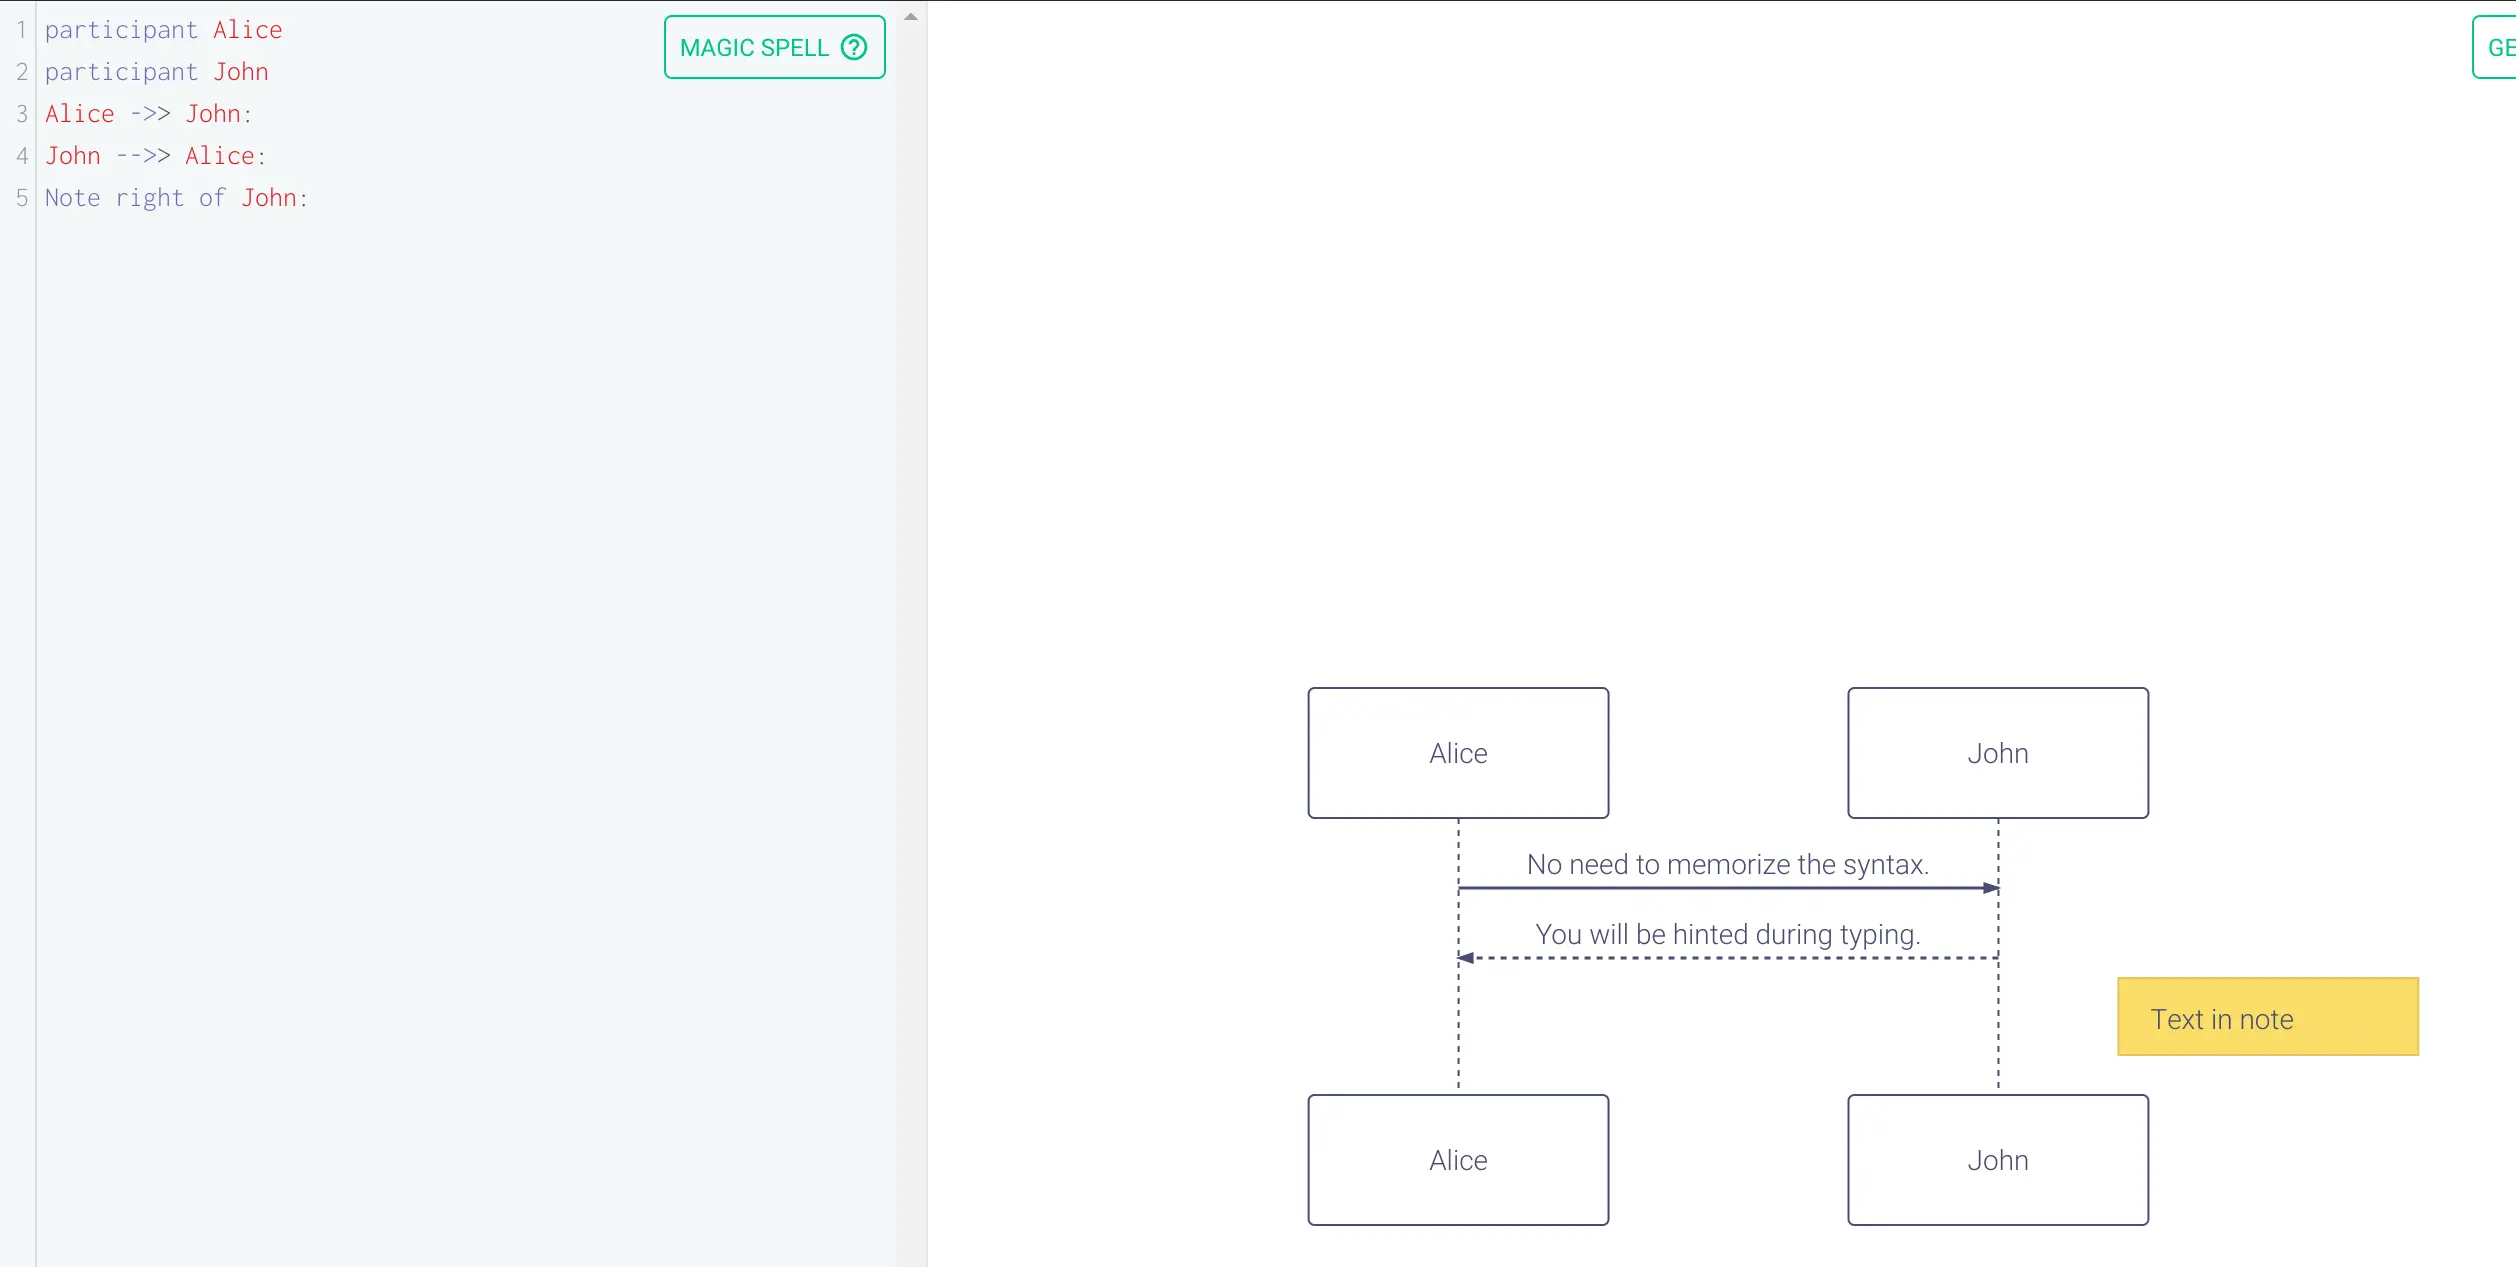 1 participant Alice
2 participant John
3 Alice ->> John:
4 John -->> Alice:
5 Note right of John:
MAGIC SPELL ?
GE
Alice
John
No need to memorize the syntax.
You will be hinted during typing.
Text in note
Alice
John